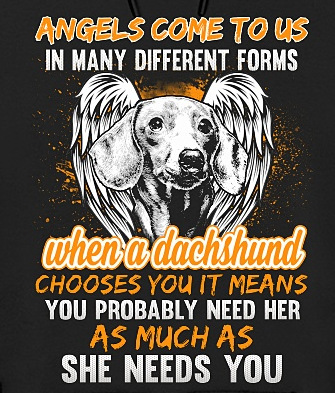 ANGELS COME TO US
IN MANY DIFFERENT FORMS
when a dachshund
CHOOSES YOU IT MEANS
YOU PROBABLY NEED HER
AS MUCH AS
SHE NEEDS YOU